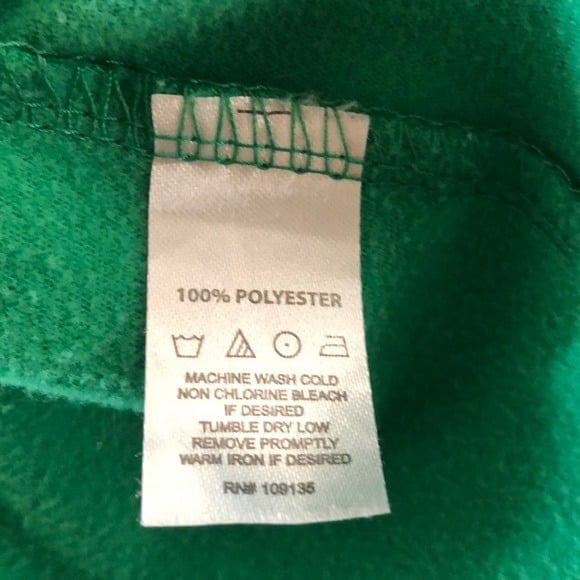 100% POLYESTER
MACHINE WASH COLD
NON CHLORINE BLEACH
IF DESIRED
TUMBLE DRY LOW
REMOVE PROMPTLY
WARM IRON IF DESIRED
RN# 109135